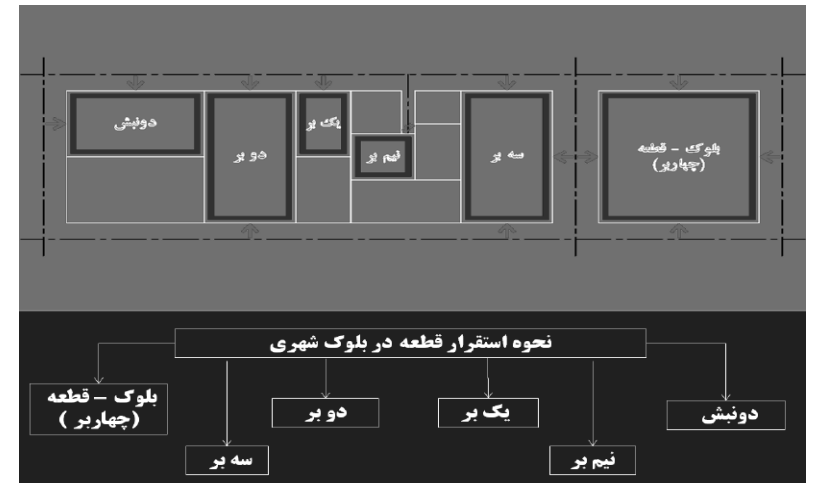 دونبش
دو بر
یک بر
نیم بر
سه بر
بلوک - قطعه
(چهاربر)
نحوه استقرار قطعه در بلوک شهری
بلوک - قطعه
(چهاربر )
سه بر
دو بر
یک بر
نیم بر
دونبش